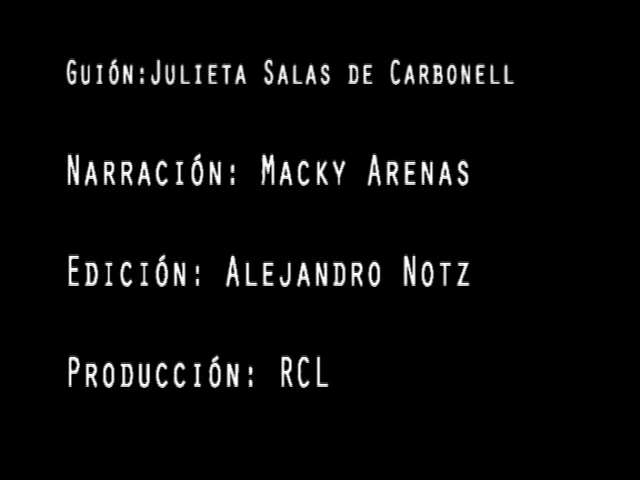 Guión:Julieta Salas de Carbonell
Narración: Macky Arenas
Edición: Alejandro Notz
Producción: RCL